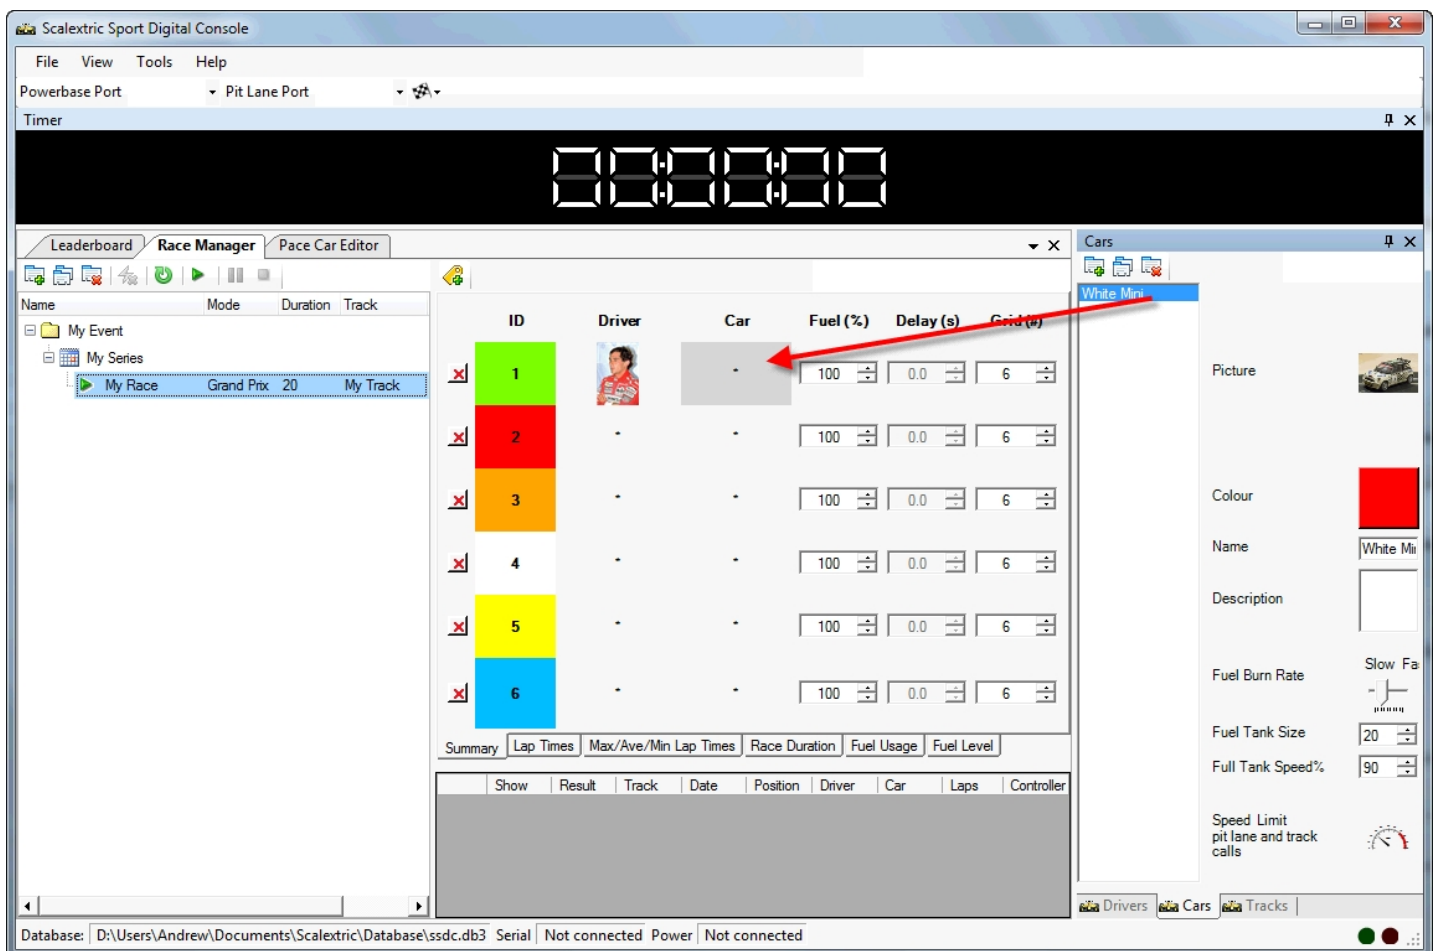 Scalextric Sport Digital Console
File View Tools Help
Powerbase Port Pit Lane Port
Timer
00:00:00
Leaderboard Race Manager Pace Car Editor
Cars
Name Mode Duration Track
My Event
My Series
My Race Grand Prix 20 My Track
ID Driver Car Fuel (%) Delay (s) Grid (#)
1 - 100 0.0 6
2 - - 100 0.0 6
3 - - 100 0.0 6
4 - - 100 0.0 6
5 - - 100 0.0 6
6 - - 100 0.0 6
Summary Lap Times Max/Ave/Min Lap Times Race Duration Fuel Usage Fuel Level
Show Result Track Date Position Driver Car Laps Controller
White Mini
Picture
Colour
Name White Mi
Description
Fuel Burn Rate Slow Fa
Fuel Tank Size 20
Full Tank Speed% 90
Speed Limit
pit lane and track
calls
Drivers Cars Tracks
Database: D:\Users\Andrew\Documents\Scalextric\Database\ssdc.db3 Serial Not connected Power Not connected